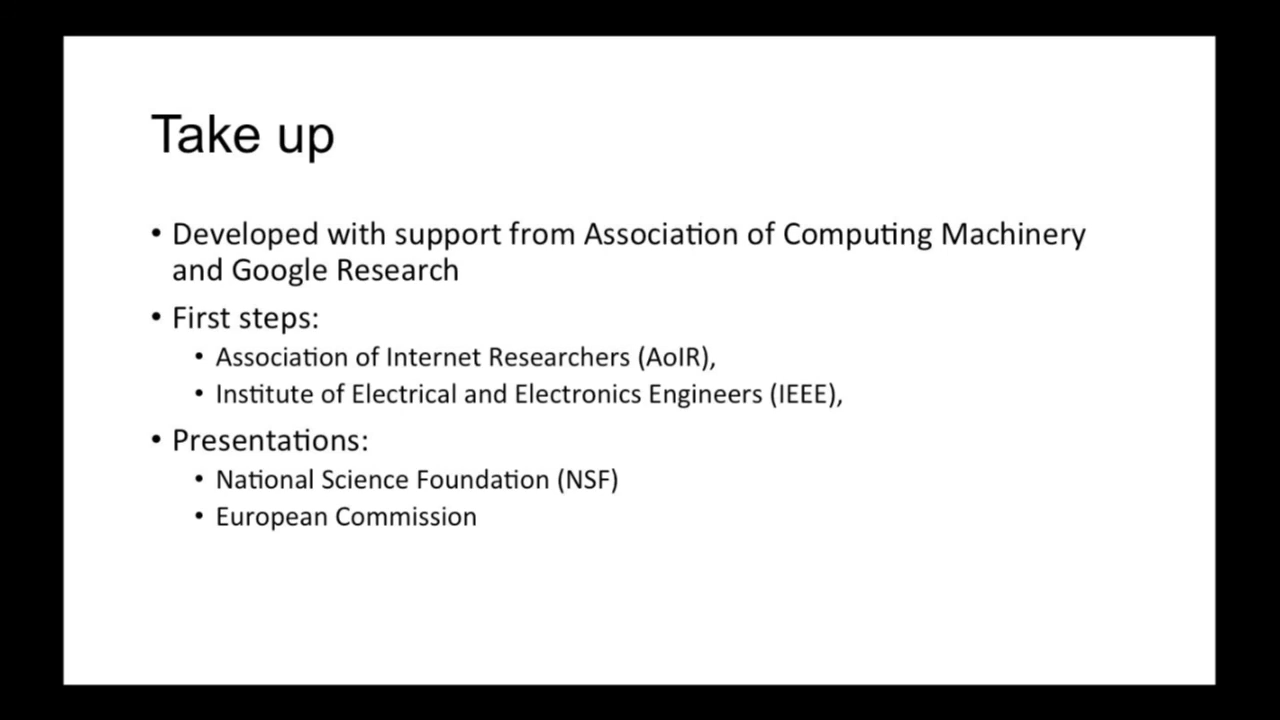 Take up
• Developed with support from Association of Computing Machinery
and Google Research
• First steps:
• Association of Internet Researchers (AoIR),
• Institute of Electrical and Electronics Engineers (IEEE),
• Presentations:
• National Science Foundation (NSF)
• European Commission